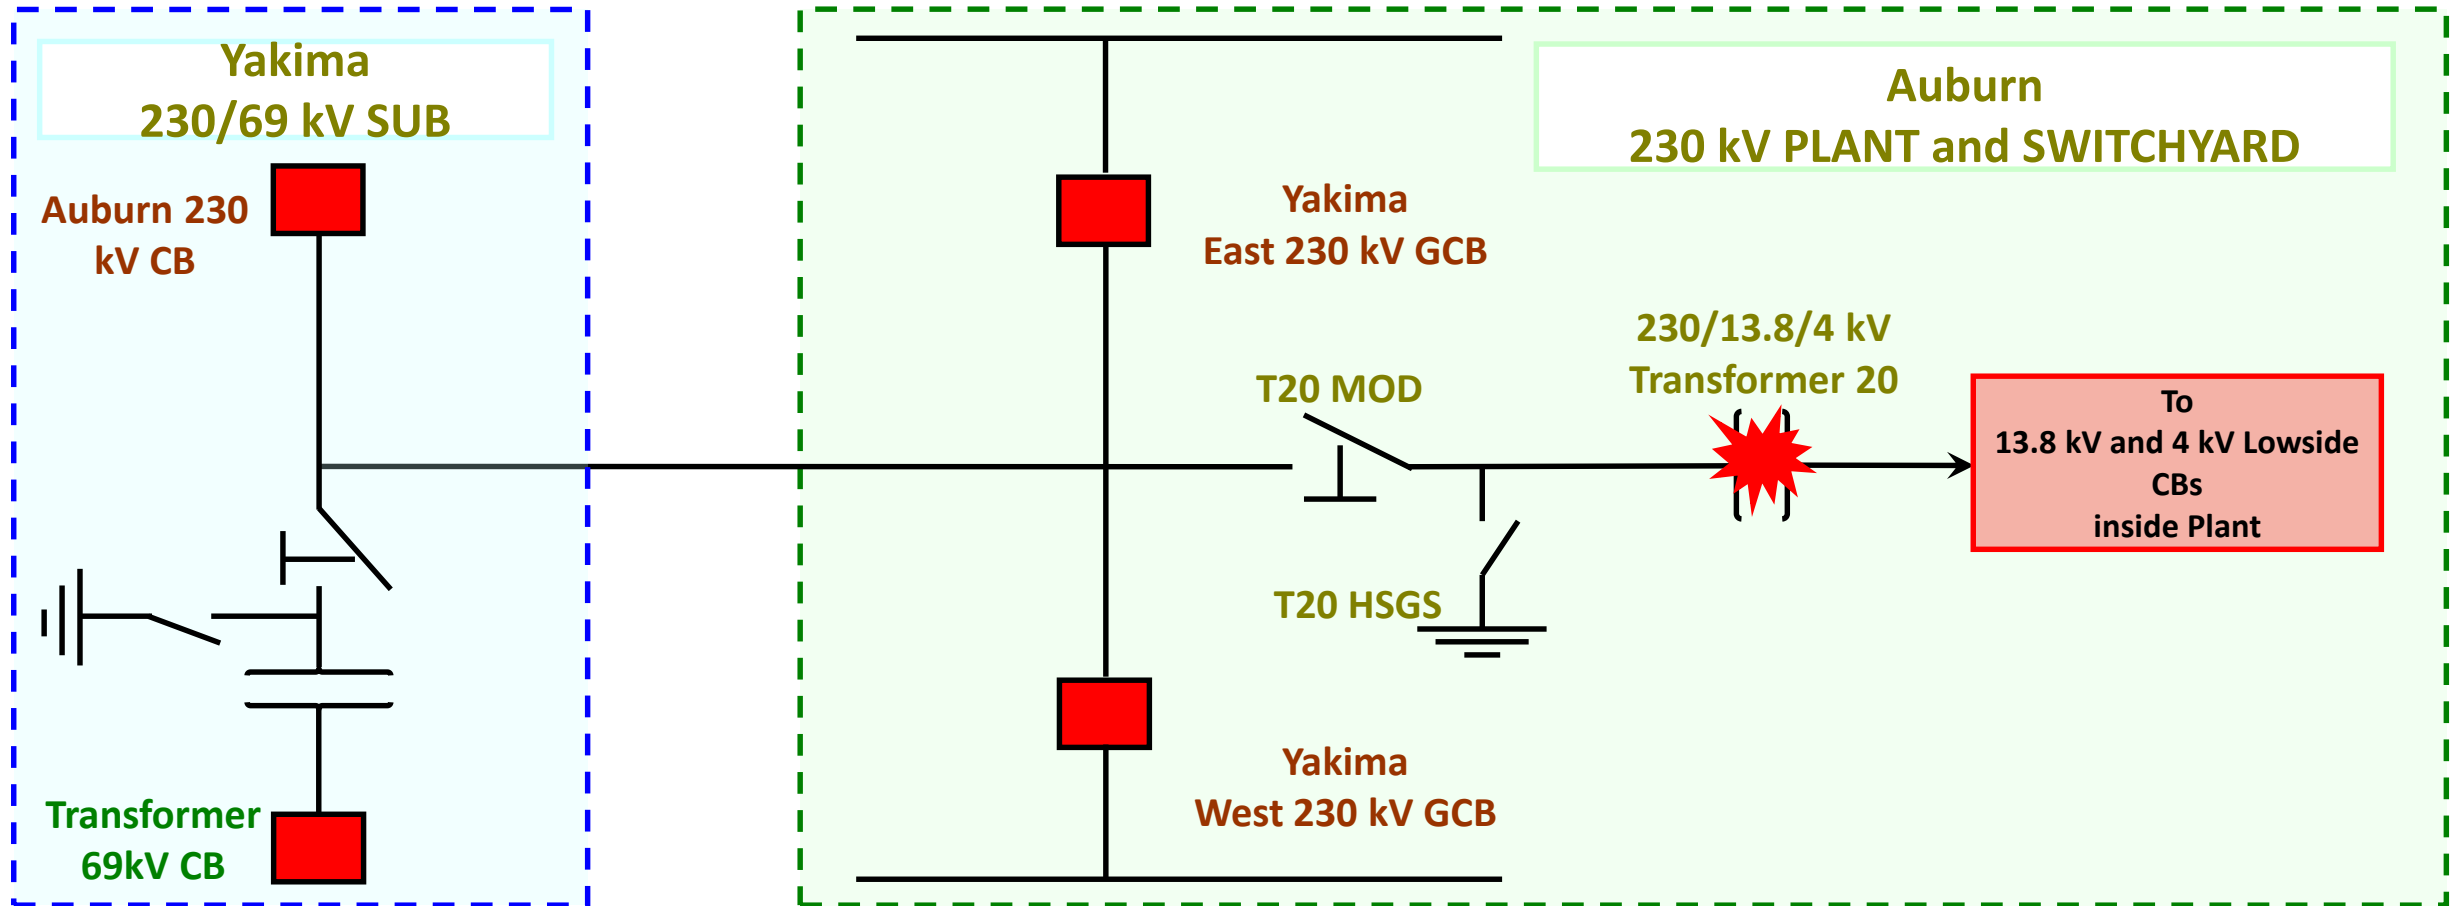 Yakima
230/69 kV SUB
Auburn 230
kV CB
Transformer
69kV CB
Auburn
230 kV PLANT and SWITCHYARD
Yakima
East 230 kV GCB
230/13.8/4 kV
Transformer 20
T20 MOD
To
13.8 kV and 4 kV Lowside
CBs
inside Plant
T20 HSGS
Yakima
West 230 kV GCB